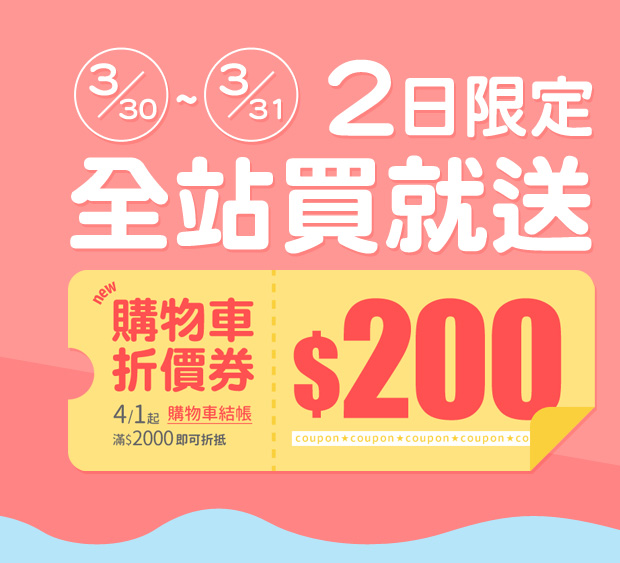 3/30 ~ 3/31 2日限定
全站買就送
new
購物車
折價券
4/1起 購物車結帳
滿$2000即可折抵
$200
coupon★coupon★coupon★coupon★co